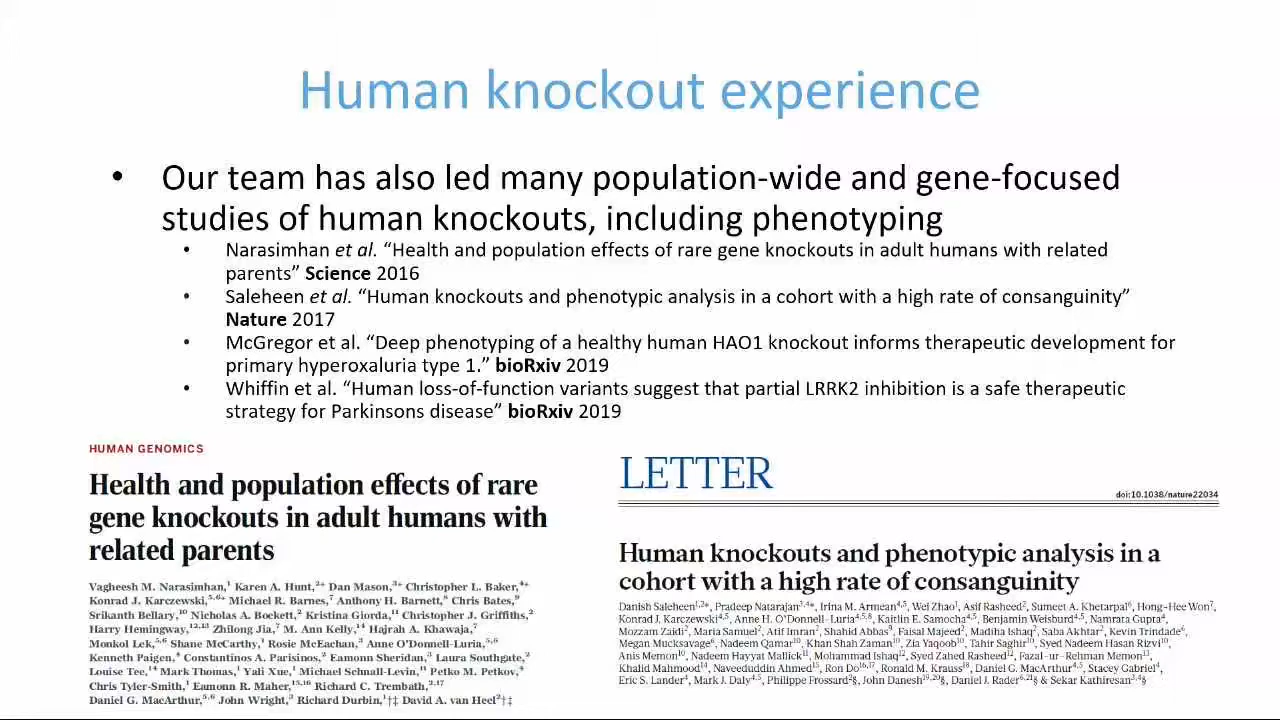 Human knockout experience
• Our team has also led many population-wide and gene-focused
studies of human knockouts, including phenotyping
• Narasimhan et al. “Health and population effects of rare gene knockouts in adult humans with related
parents” Science 2016
• Saleheen et al. “Human knockouts and phenotypic analysis in a cohort with a high rate of consanguinity”
Nature 2017
• McGregor et al. “Deep phenotyping of a healthy human HAO1 knockout informs therapeutic development for
primary hyperoxaluria type 1.” bioRxiv 2019
• Whiffin et al. “Human loss-of-function variants suggest that partial LRRK2 inhibition is a safe therapeutic
strategy for Parkinsons disease” bioRxiv 2019
HUMAN GENOMICS
Health and population effects of rare
gene knockouts in adult humans with
related parents
Vagheesh M. Narasimhan,¹ Karen A. Hunt,²* Dan Mason,³* Christopher L. Baker,⁴*
Konrad J. Karczewski,⁵,⁶* Michael R. Barnes,⁷ Anthony H. Barnett,⁸ Chris Bates,⁹
Srikanth Bellary,¹⁰ Nicholas A. Bockett,² Kristina Giorda,¹¹ Christopher J. Griffiths,²
Harry Hemingway,¹²,¹³ Zhilong Jia,⁷ M. Ann Kelly,¹⁴ Hajrah A. Khawaja,⁷
Monkol Lek,⁵,⁶ Shane McCarthy,¹ Rosie McEachan,³ Anne O'Donnell-Luria,⁵,⁶
Kenneth Paigen,⁴ Constantinos A. Parisinos,² Eamonn Sheridan,³ Laura Southgate,²
Louise Tee,¹⁴ Mark Thomas,¹ Yali Xue,¹ Michael Schnall-Levin,¹¹ Petko M. Petkov,⁴
Chris Tyler-Smith,¹ Eamonn R. Maher,¹⁵,¹⁶ Richard C. Trembath,²,¹⁷
Daniel G. MacArthur,⁵,⁶ John Wright,³ Richard Durbin,¹†‡ David A. van Heel²†‡
LETTER
doi:10.1038/nature22034
Human knockouts and phenotypic analysis in a
cohort with a high rate of consanguinity
Danish Saleheen¹,²*, Pradeep Natarajan³,⁴*, Irina M. Armean⁴,⁵, Wei Zhao¹, Asif Rasheed², Sumeet A. Khetarpal⁶, Hong-Hee Won⁷,
Konrad J. Karczewski⁴,⁵, Anne H. O'Donnell-Luria⁴,⁵,⁸, Kaitlin E. Samocha⁴,⁵, Benjamin Weisburd⁴,⁵, Namrata Gupta⁴,
Mozzam Zaidi², Maria Samuel², Atif Imran², Shahid Abbas⁹, Faisal Majeed², Madiha Ishaq², Saba Akhtar², Kevin Trindade⁶,
Megan Mucksavage⁶, Nadeem Qamar¹⁰, Khan Shah Zaman¹⁰, Zia Yaqoob¹⁰, Tahir Saghir¹⁰, Syed Nadeem Hasan Rizvi¹⁰,
Anis Memon¹⁰, Nadeem Hayyat Mallick¹¹, Mohammad Ishaq¹², Syed Zahed Rasheed¹², Fazal-ur-Rehman Memon¹³,
Khalid Mahmood¹⁴, Naveeduddin Ahmed¹⁵, Ron Do¹⁶,¹⁷, Ronald M. Krauss¹⁸, Daniel G. MacArthur⁴,⁵, Stacey Gabriel⁴,
Eric S. Lander⁴, Mark J. Daly⁴,⁵, Philippe Frossard²§, John Danesh¹⁹,²⁰§, Daniel J. Rader⁶,²¹§ & Sekar Kathiresan³,⁴§